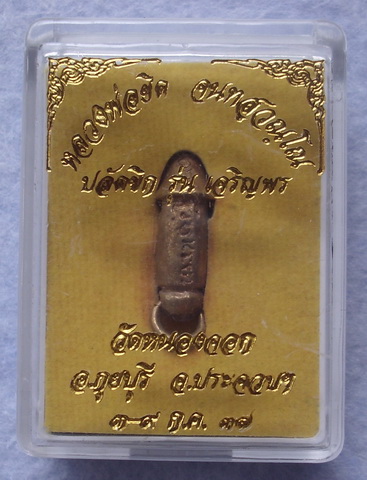 หลวงพ่อยิด จนฺทสุวณฺโณ
ปลัดขิก รุ่น เจริญพร
วัดหนองจอก
อ.กุยบุรี จ.ประจวบฯ
๓-๙ ธ.ค. ๓๗